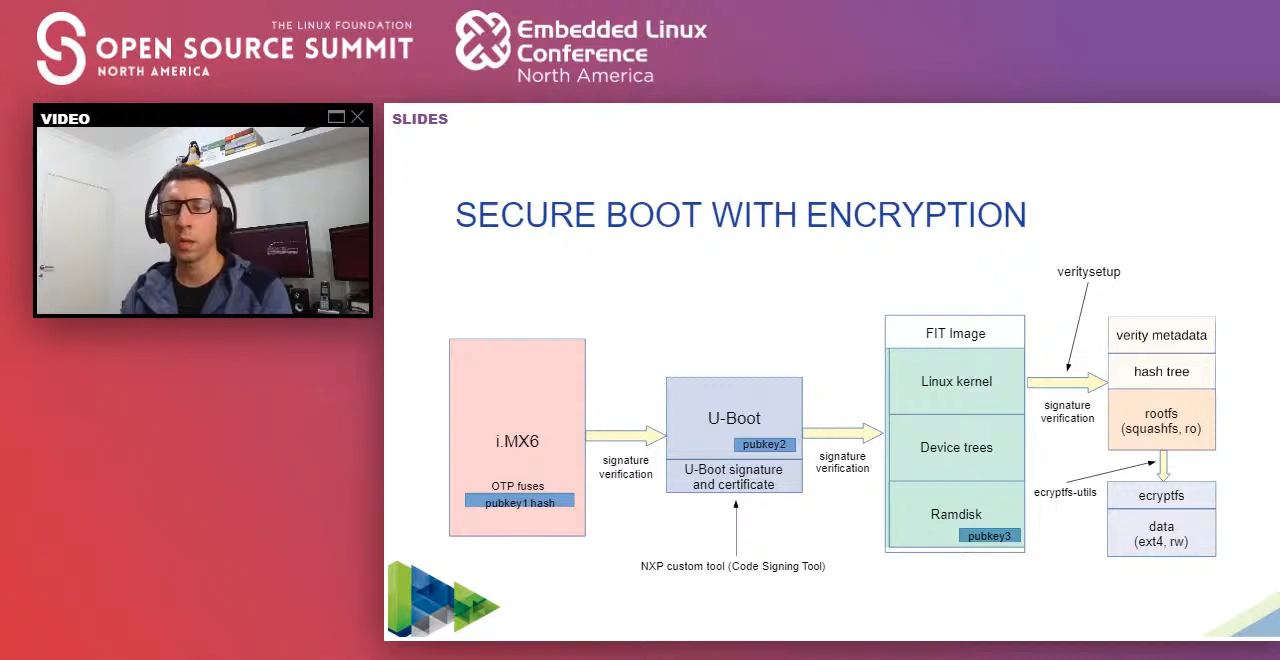 THE LINUX FOUNDATION
OPEN SOURCE SUMMIT
NORTH AMERICA
Embedded Linux
Conference
North America
VIDEO
SLIDES
SECURE BOOT WITH ENCRYPTION
veritysetup
FIT Image
Linux kernel
Device trees
Ramdisk
pubkey3
verity metadata
hash tree
rootfs
(squashfs, ro)
signature
verification
i.MX6
OTP fuses
pubkey1 hash
signature
verification
U-Boot
pubkey2
U-Boot signature
and certificate
signature
verification
ecryptfs-utils
ecryptfs
data
(ext4, rw)
NXP custom tool (Code Signing Tool)